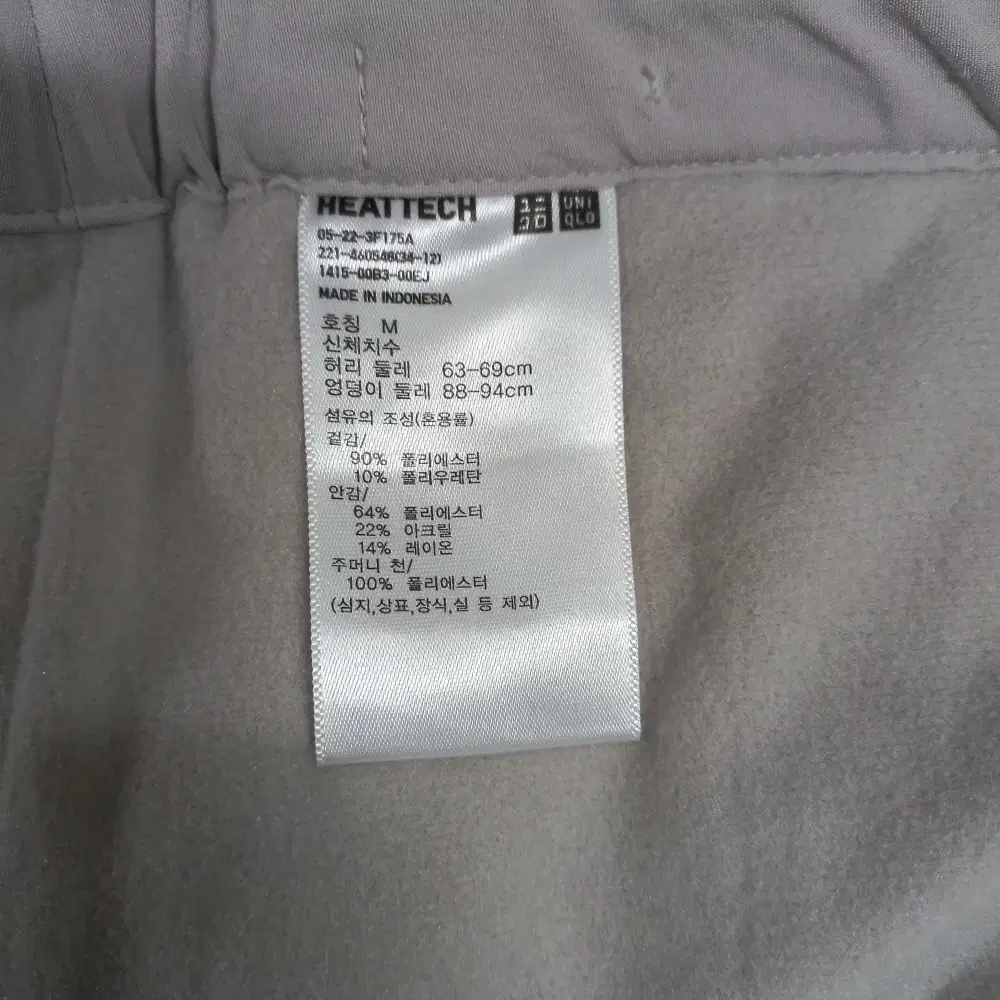 HEATTECH ユニクロ UNIQLO
05-22-3F175A
221-460548(34-12)
1415-00B3-00EJ
MADE IN INDONESIA
호칭 M
신체치수
허리 둘레 63-69cm
엉덩이 둘레 88-94cm
섬유의 조성(혼용률)
겉감/
90% 폴리에스터
10% 폴리우레탄
안감/
64% 폴리에스터
22% 아크릴
14% 레이온
주머니 천/
100% 폴리에스터
(심지,상표,장식,실 등 제외)